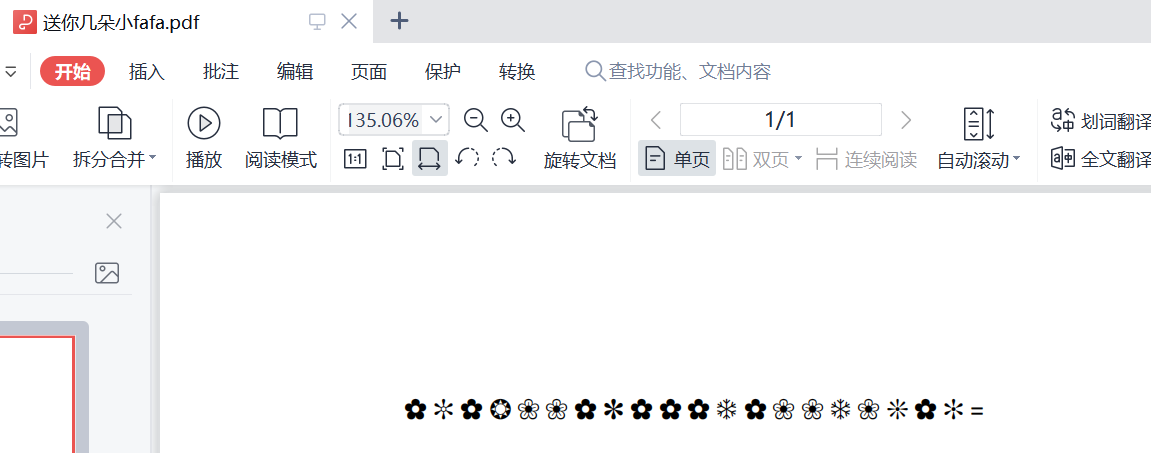 送你几朵小fafa.pdf
开始 插入 批注 编辑 页面 保护 转换 查找功能、文档内容
135.06% 1/1 划词翻译
转图片 拆分合并 播放 阅读模式 1:1 旋转文档 单页 双页 连续阅读 自动滚动 全文翻译
✿✼✿❂❀❀✿✻✿✿✿❄✿❀❀❄❀❊✿✼=